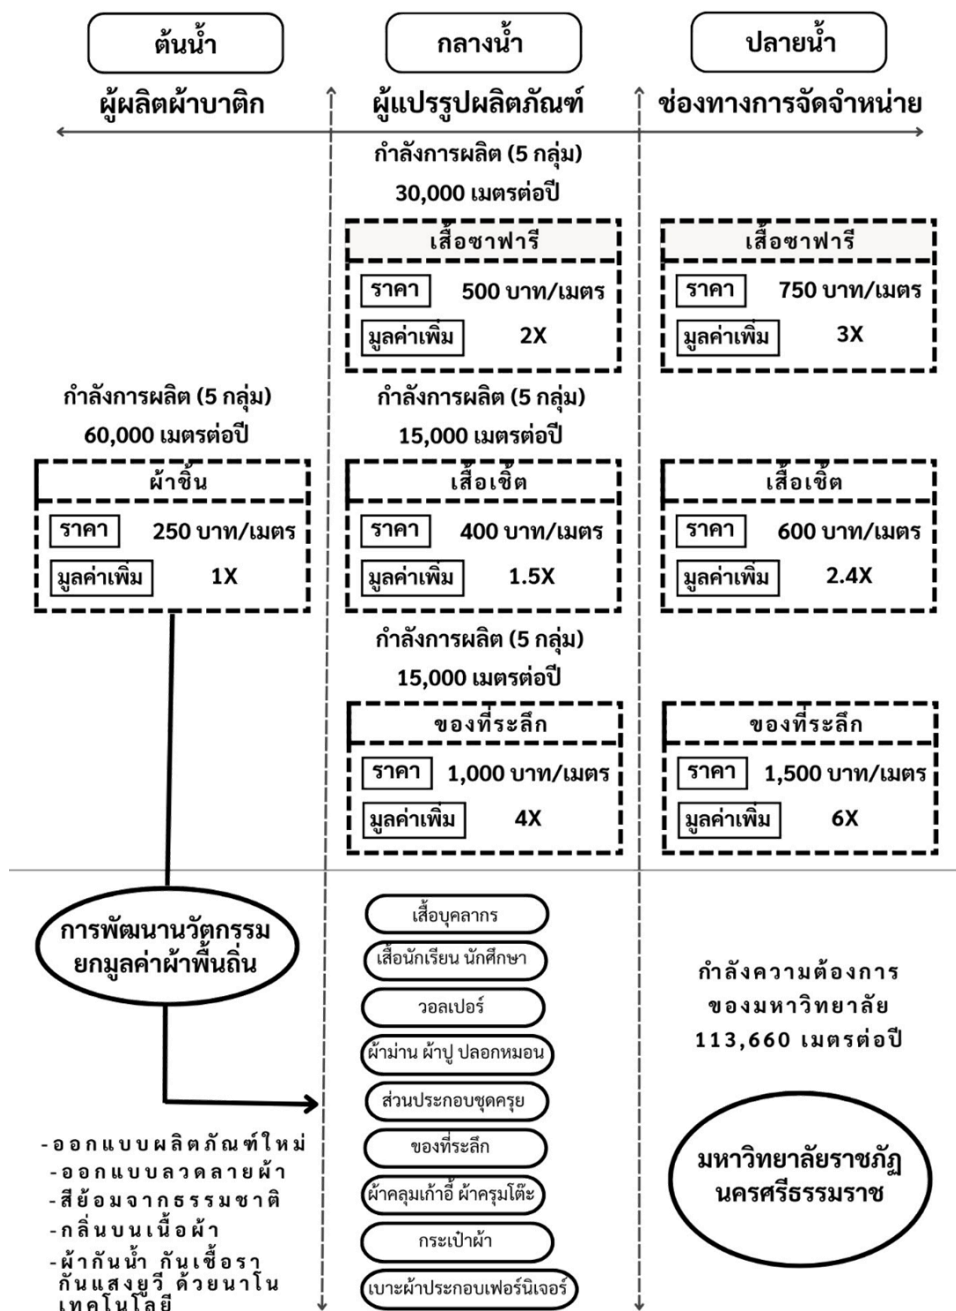 ต้นน้ำ
กลางน้ำ
ปลายน้ำ
ผู้ผลิตผ้าบาติก
ผู้แปรรูปผลิตภัณฑ์
ช่องทางการจัดจำหน่าย
กำลังการผลิต (5 กลุ่ม)
30,000 เมตรต่อปี
เสื้อซาฟารี
ราคา 500 บาท/เมตร
มูลค่าเพิ่ม 2X
เสื้อซาฟารี
ราคา 750 บาท/เมตร
มูลค่าเพิ่ม 3X
กำลังการผลิต (5 กลุ่ม)
60,000 เมตรต่อปี
ผ้าชิ้น
ราคา 250 บาท/เมตร
มูลค่าเพิ่ม 1X
กำลังการผลิต (5 กลุ่ม)
15,000 เมตรต่อปี
เสื้อเชิ้ต
ราคา 400 บาท/เมตร
มูลค่าเพิ่ม 1.5X
เสื้อเชิ้ต
ราคา 600 บาท/เมตร
มูลค่าเพิ่ม 2.4X
กำลังการผลิต (5 กลุ่ม)
15,000 เมตรต่อปี
ของที่ระลึก
ราคา 1,000 บาท/เมตร
มูลค่าเพิ่ม 4X
ของที่ระลึก
ราคา 1,500 บาท/เมตร
มูลค่าเพิ่ม 6X
การพัฒนานวัตกรรม
ยกมูลค่าผ้าพื้นถิ่น
-ออกแบบผลิตภัณฑ์ใหม่
-ออกแบบลวดลายผ้า
-สีย้อมจากธรรมชาติ
-กลิ่นบนเนื้อผ้า
-ผ้ากันน้ำ กันเชื้อรา
กันแสงยูวี ด้วยนาโน
เทคโนโลยี
เสื้อบุคลากร
เสื้อนักเรียน นักศึกษา
วอลเปอร์
ผ้าม่าน ผ้าปู ปลอกหมอน
ส่วนประกอบชุดครุย
ของที่ระลึก
ผ้าคลุมเก้าอี้ ผ้าครุมโต๊ะ
กระเป๋าผ้า
เบาะผ้าประกอบเฟอร์นิเจอร์
กำลังความต้องการ
ของมหาวิทยาลัย
113,660 เมตรต่อปี
มหาวิทยาลัยราชภัฏ
นครศรีธรรมราช